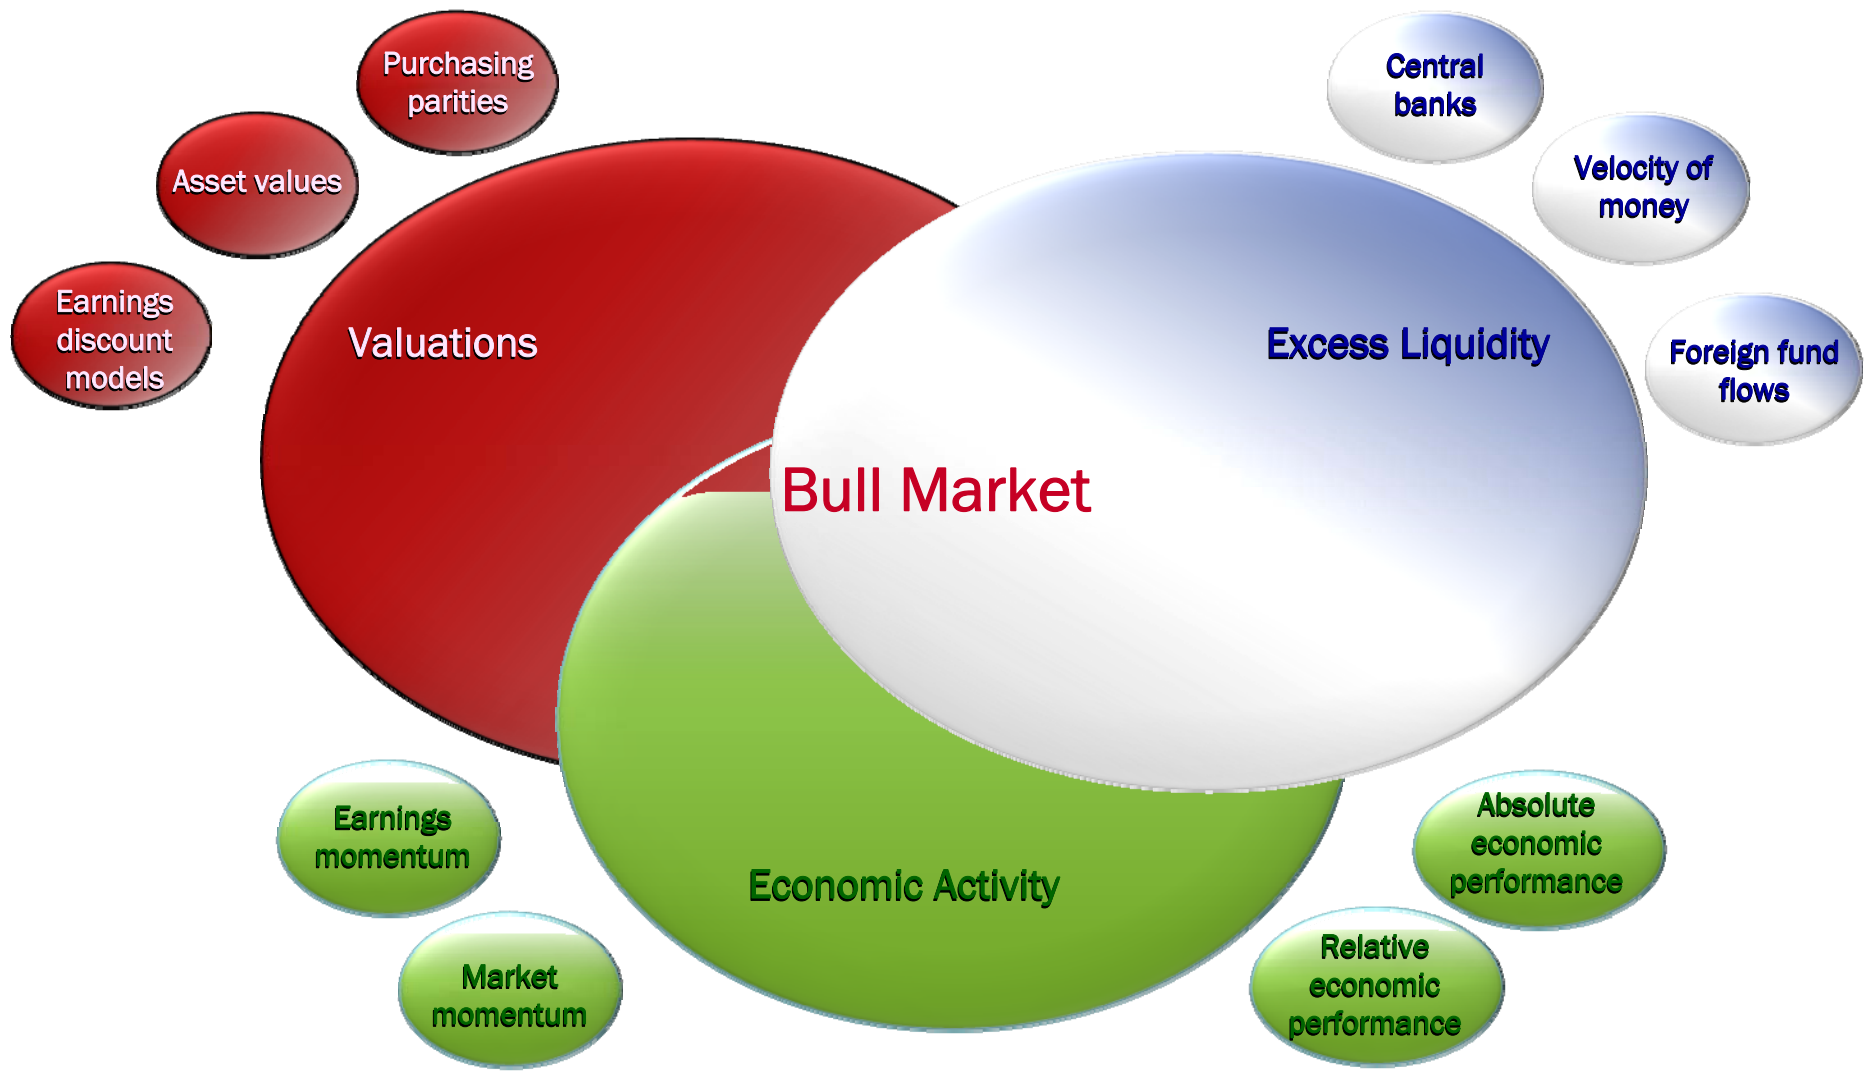 Purchasing
parities
Asset values
Earnings
discount
models
Valuations
Central
banks
Velocity of
money
Foreign fund
flows
Excess Liquidity
Bull Market
Earnings
momentum
Market
momentum
Economic Activity
Absolute
economic
performance
Relative
economic
performance